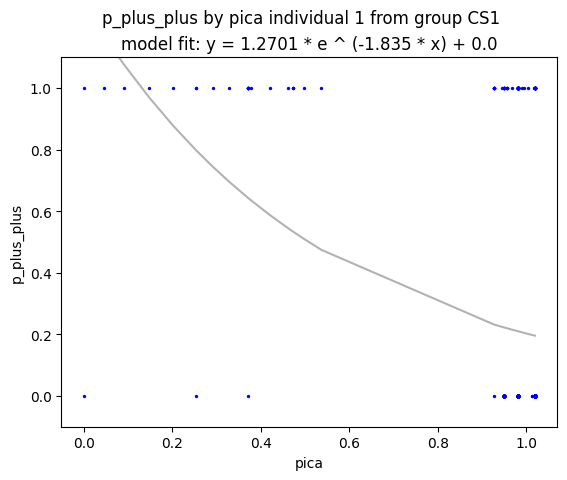 p_plus_plus by pica individual 1 from group CS1
model fit: y = 1.2701 * e ^ (-1.835 * x) + 0.0
1.0
0.8
0.6
0.4
0.2
0.0
p_plus_plus
0.0 0.2 0.4 0.6 0.8 1.0
pica